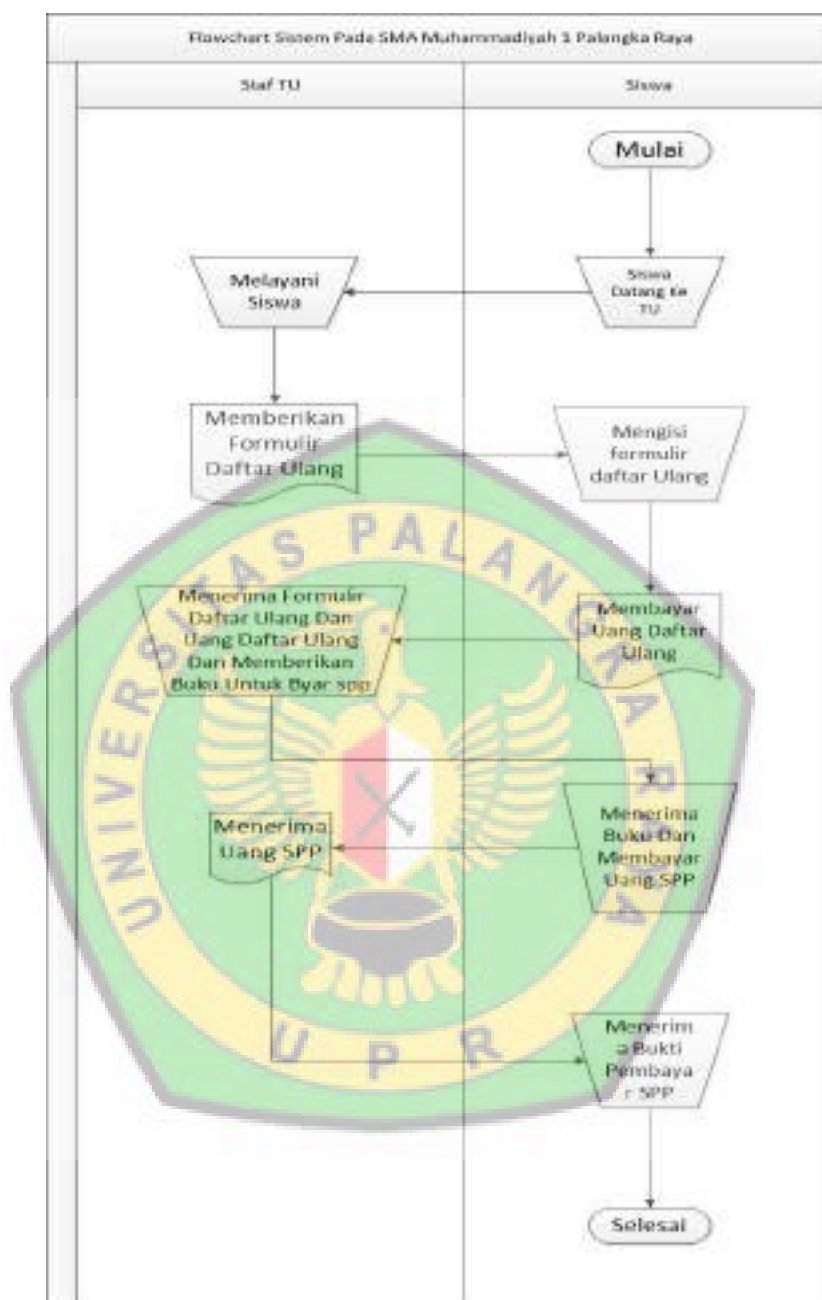 Flowchart Sistem Pada SMA Muhammadiyah 1 Palangka Raya
Staf TU
Siswa
Mulai
Siswa
Datang Ke
TU
Melayani
Siswa
Memberikan
Formulir
Daftar Ulang
Mengisi
formulir
daftar Ulang
Membayar
Uang Daftar
Ulang
Menerima Formulir
Daftar Ulang Dan
Uang Daftar Ulang
Dan Memberikan
Buku Untuk Byar spp
Menerima
Buku Dan
Membayar
Uang SPP
Menerima
Uang SPP
Menerim
a Bukti
Pembaya
r SPP
Selesai
UNIVERSITAS PALANGKA RAYA
UPR